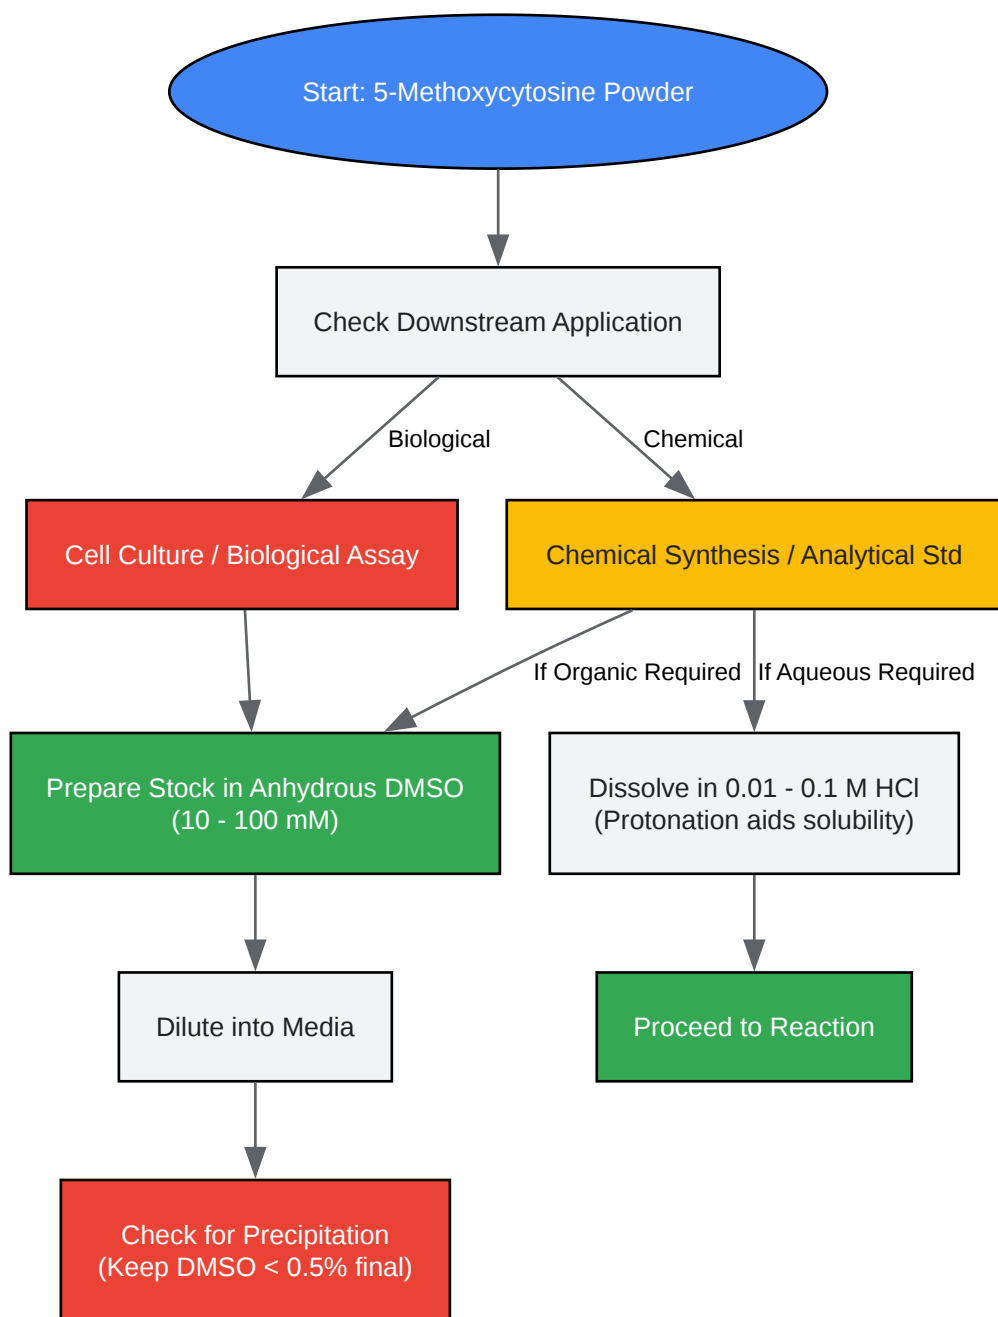 Start: 5-Methoxycytosine Powder
Check Downstream Application
Biological
Chemical
Cell Culture / Biological Assay
Chemical Synthesis / Analytical Std
If Organic Required
If Aqueous Required
Prepare Stock in Anhydrous DMSO
(10 - 100 mM)
Dissolve in 0.01 - 0.1 M HCl
(Protonation aids solubility)
Dilute into Media
Proceed to Reaction
Check for Precipitation
(Keep DMSO < 0.5% final)